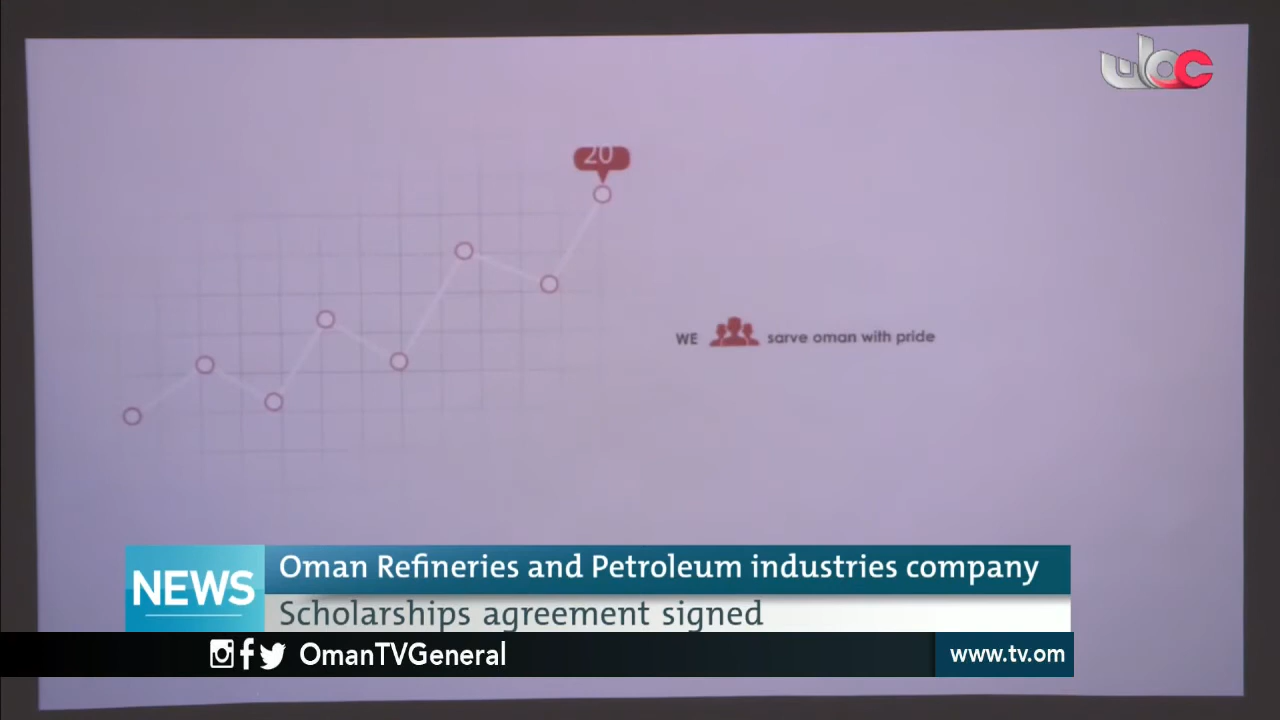 عمان
20
WE sarve oman with pride
NEWS
Oman Refineries and Petroleum industries company
Scholarships agreement signed
OmanTVGeneral
www.tv.om